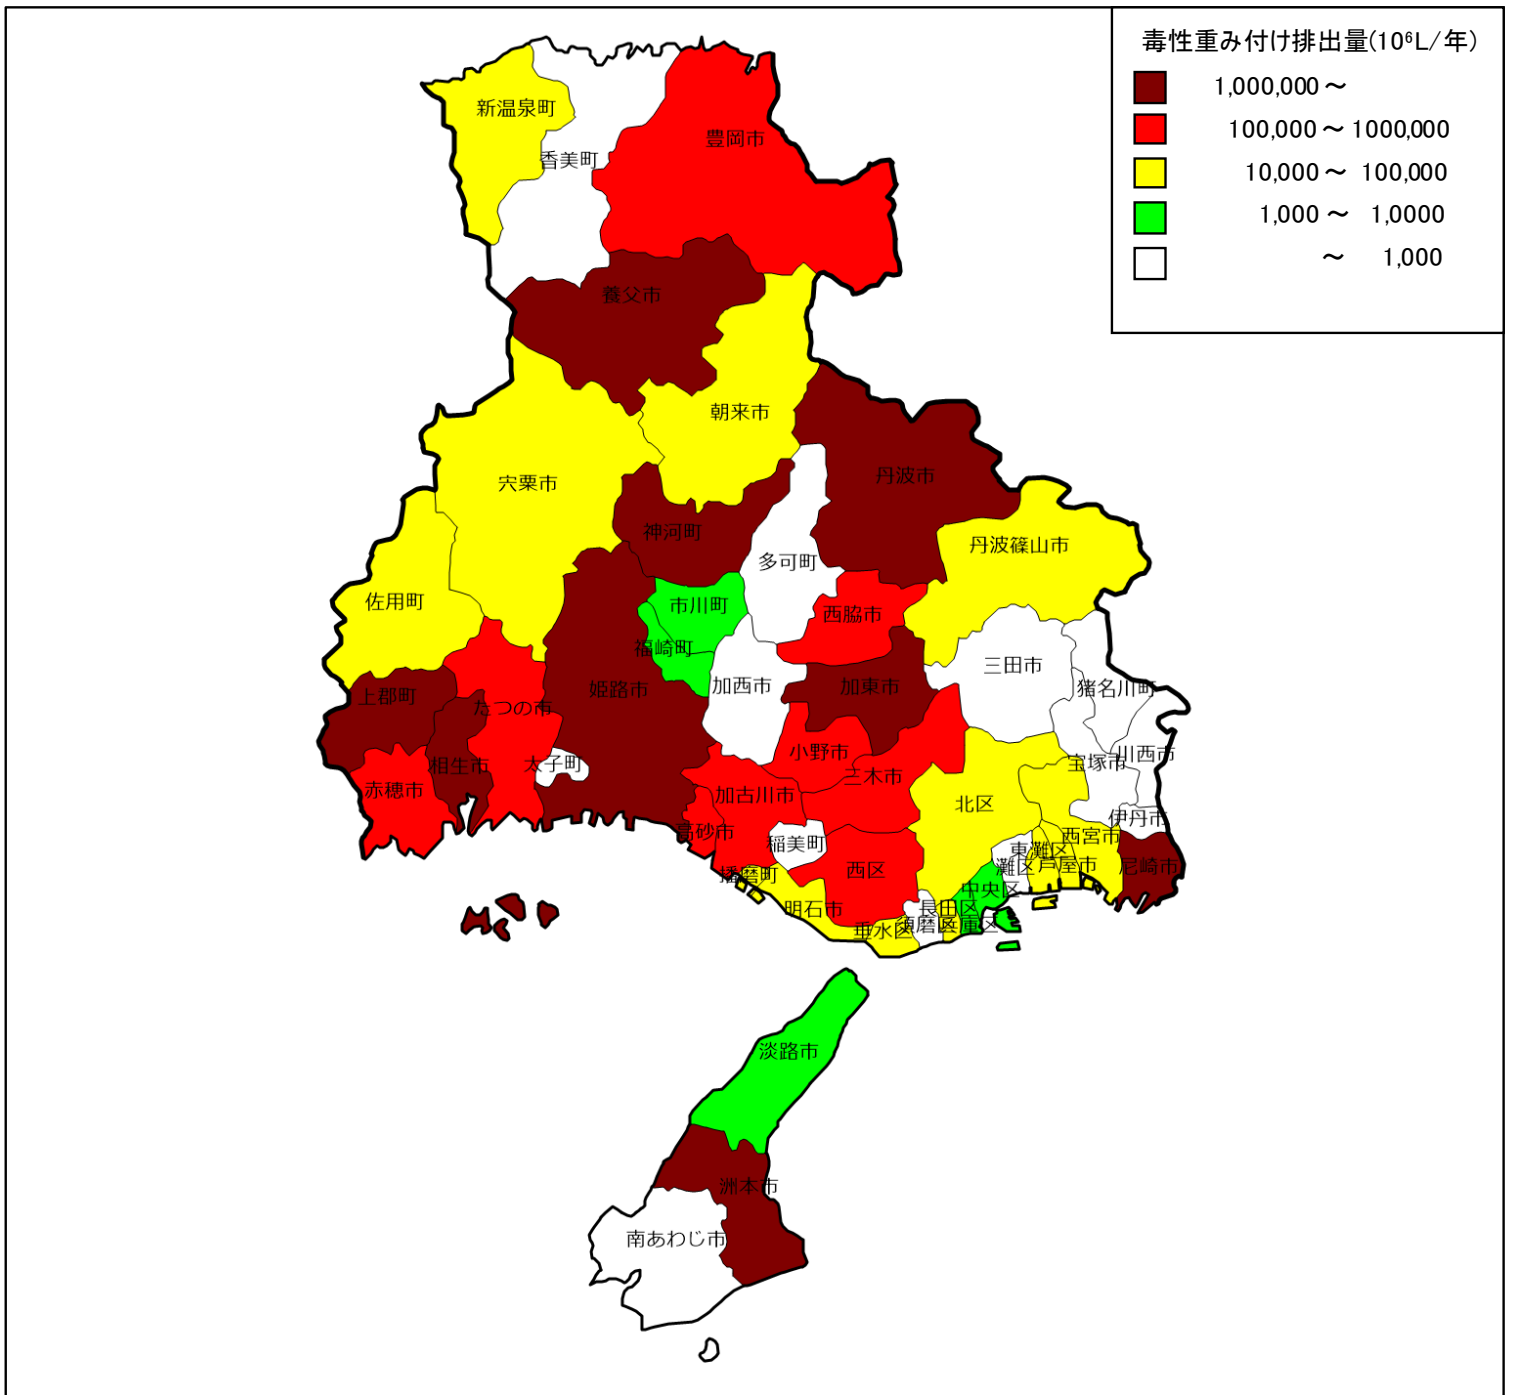 毒性重み付け排出量(10⁶L/年)
1,000,000～
100,000～1000,000
10,000～ 100,000
1,000～ 1,0000
～ 1,000
新温泉町
香美町
豊岡市
養父市
朝来市
宍粟市
丹波市
神河町
丹波篠山市
多可町
佐用町
市川町
西脇市
福崎町
三田市
上郡町
姫路市
加西市
加東市
猪名川町
たつの市
小野市
川西市
相生市
太子町
宝塚市
三木市
赤穂市
加古川市
北区
伊丹市
高砂市
稲美町
西宮市
東灘区
播磨町
西区
灘区
芦屋市
尼崎市
中央区
明石市
長田区
垂水区
須磨区
兵庫区
淡路市
洲本市
南あわじ市